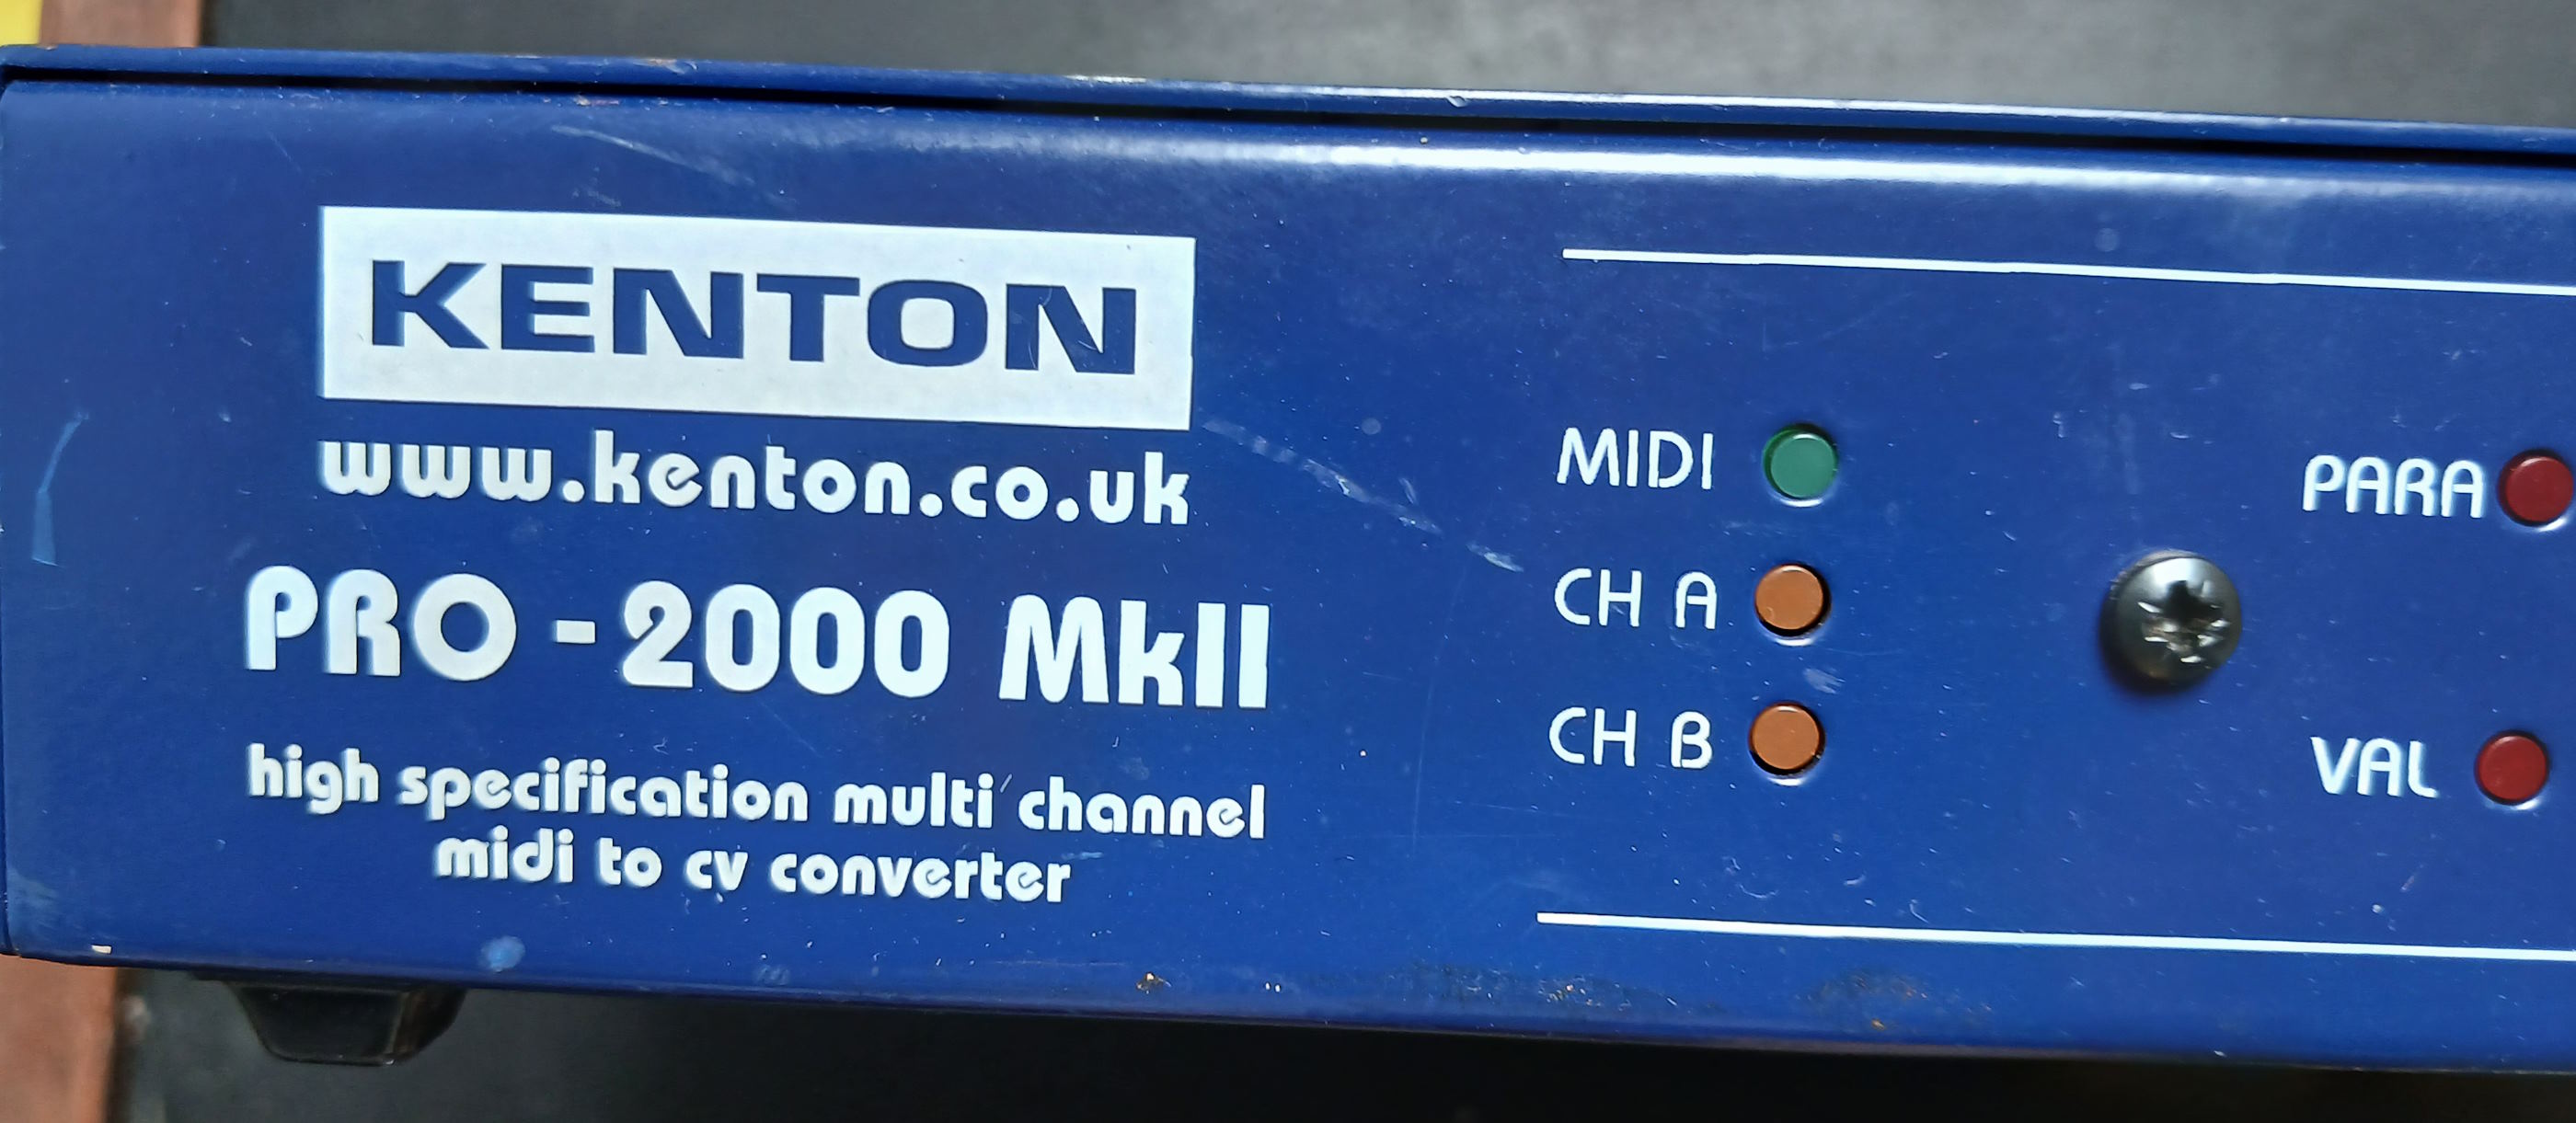 KENTON
www.kenton.co.uk
PRO-2000 MkII
high specification multi channel
midi to cv converter
MIDI
CH A
CH B
PARA
VAL